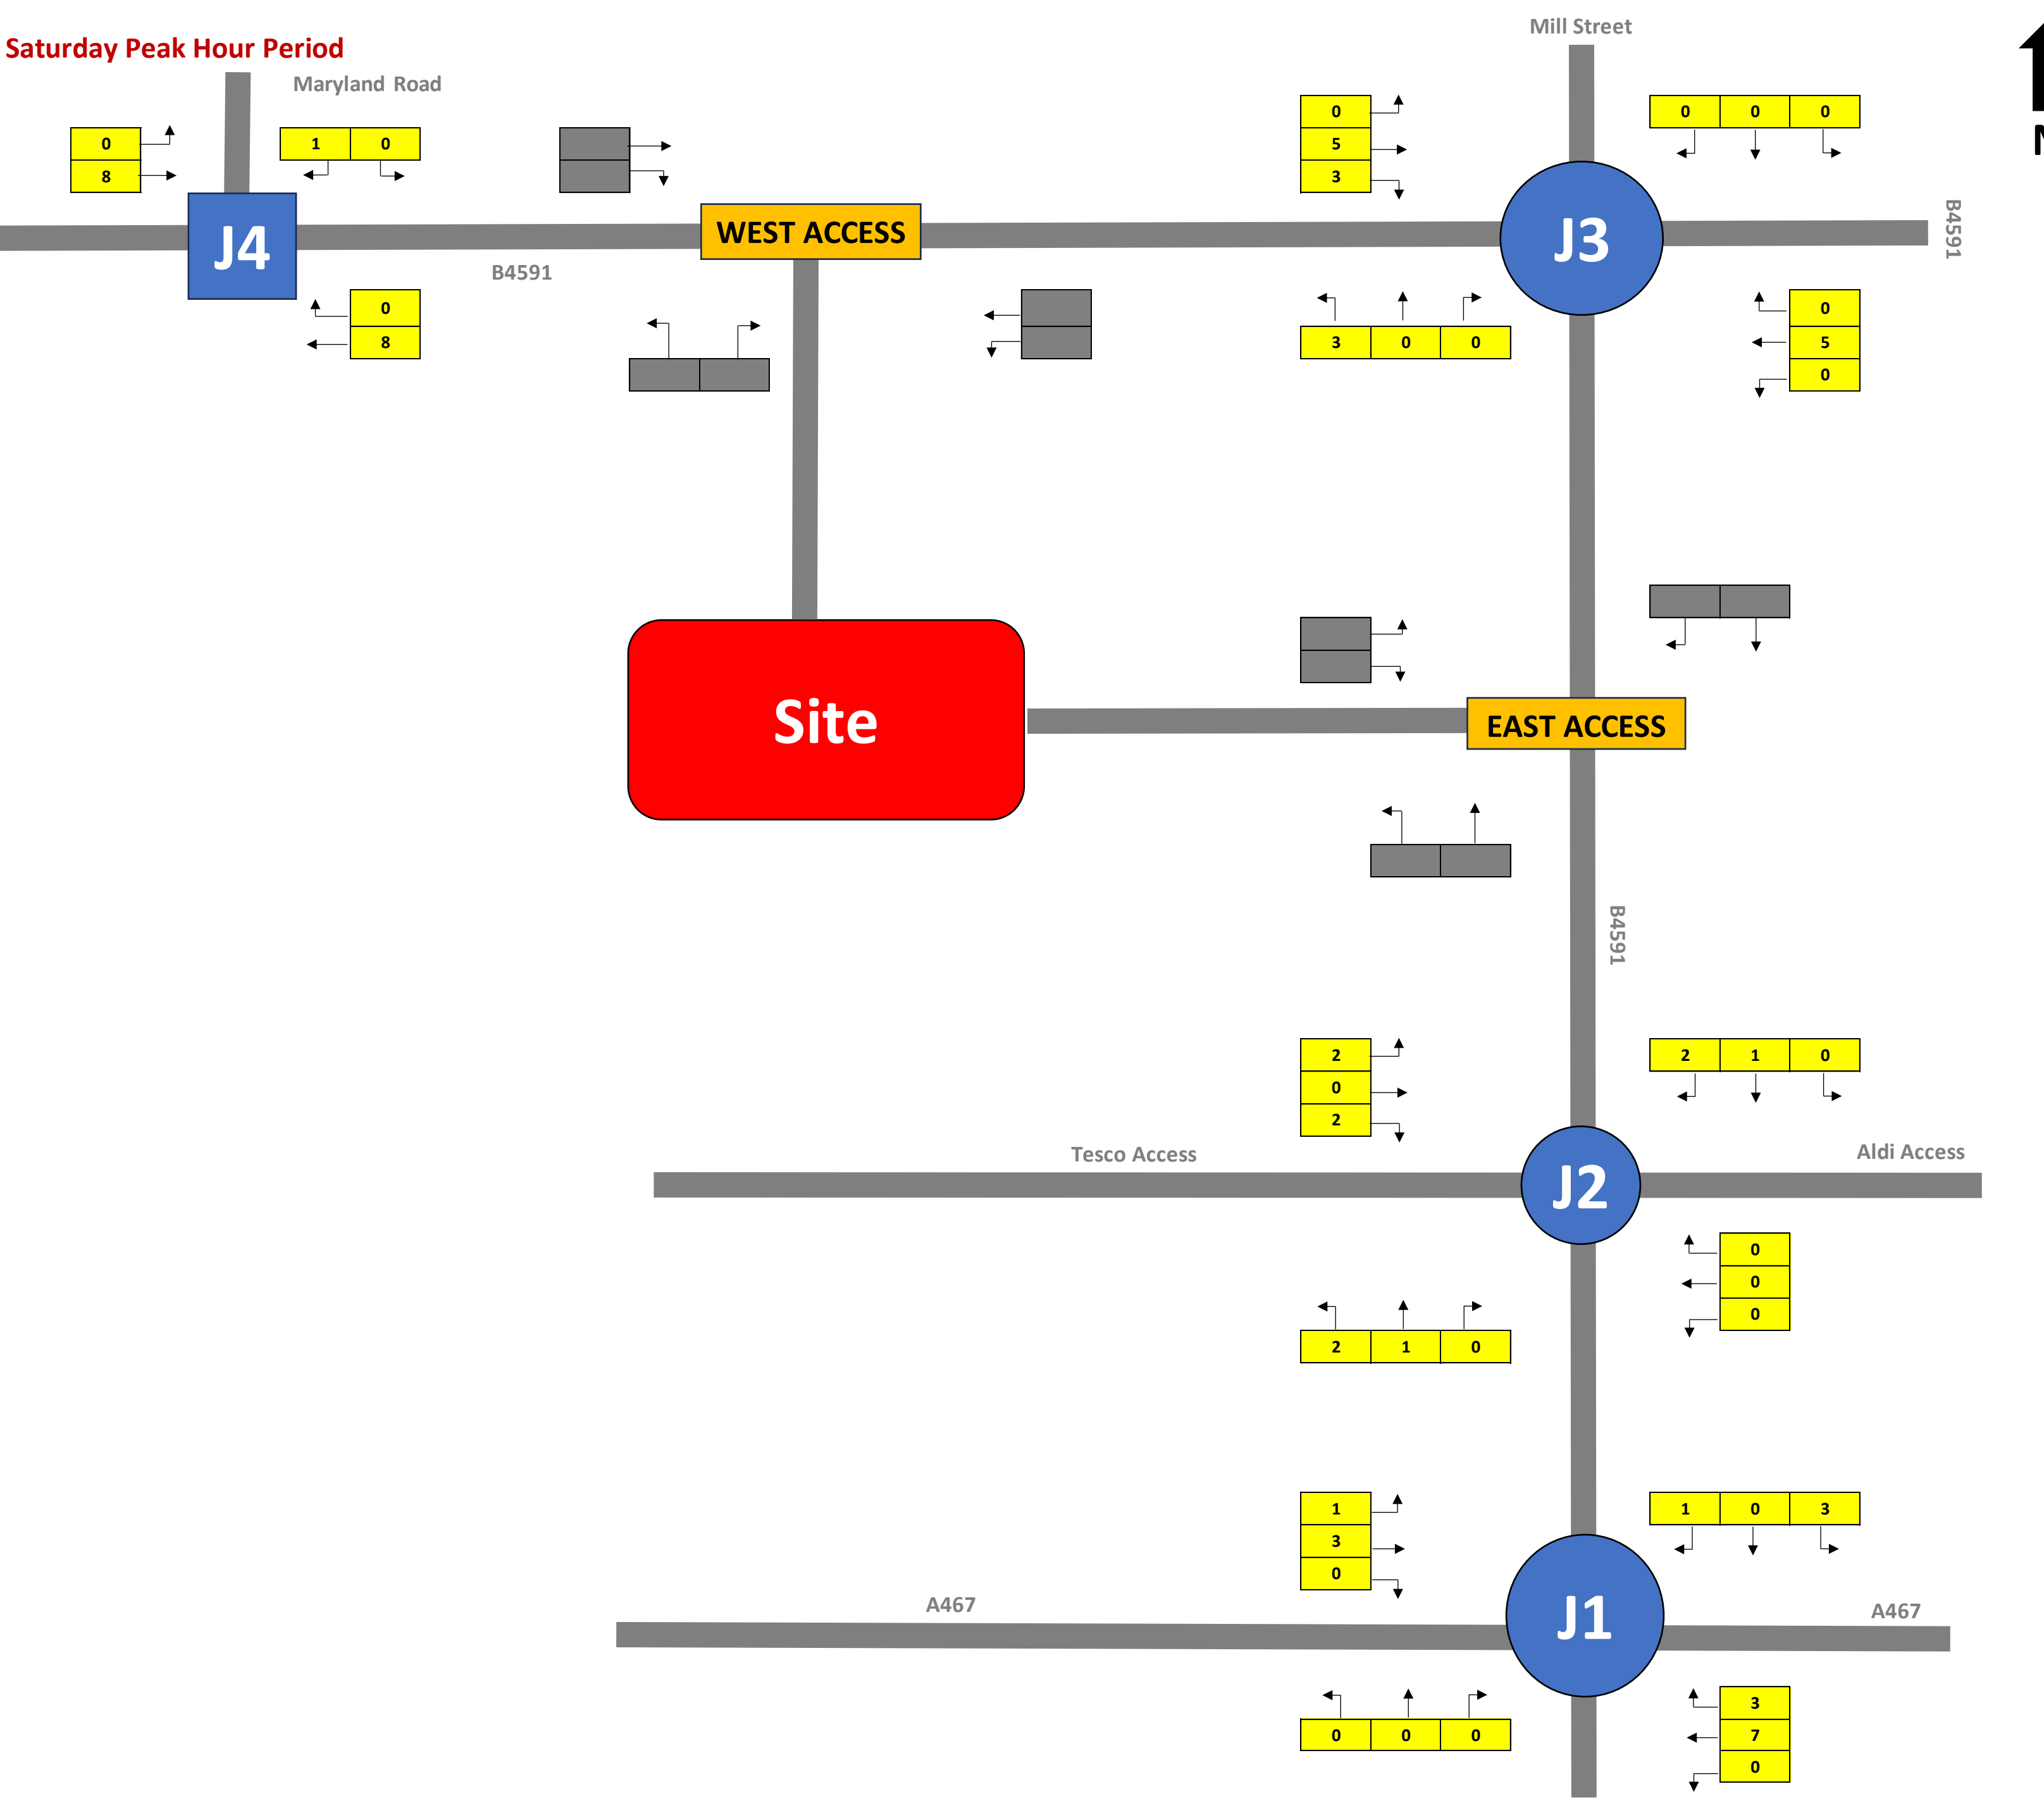 Mill Street
Saturday Peak Hour Period
Maryland Road
0
8
1 0
0
5
3
0 0 0
N
J4
WEST ACCESS
J3
B4591
B4591
0
8
3 0 0
0
5
0
Site
EAST ACCESS
B4591
2
0
2
2 1 0
Tesco Access
Aldi Access
J2
0
0
0
2 1 0
1
3
0
1 0 3
A467
A467
J1
0 0 0
3
7
0